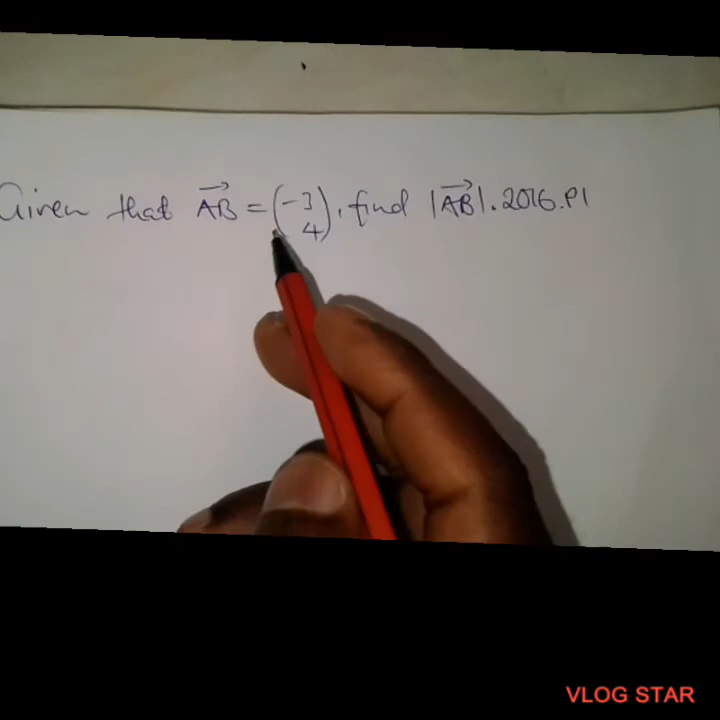 Given that AB⃗ = (-3 4), find |AB⃗|. 2016.P1
VLOG STAR